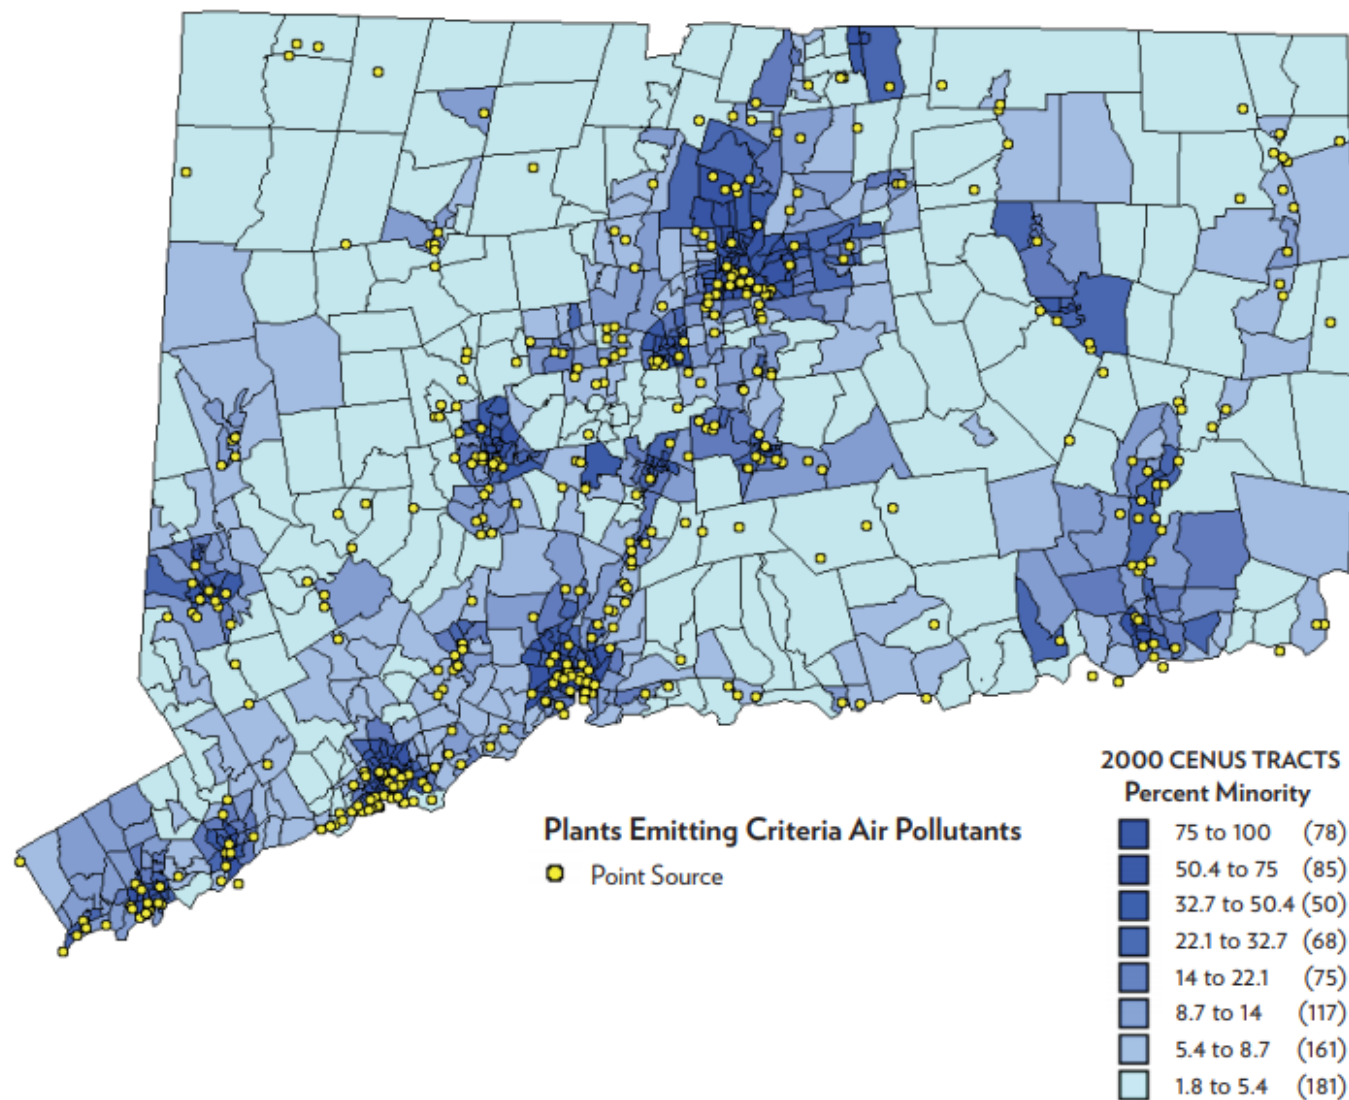 2000 CENUS TRACTS
Percent Minority
Plants Emitting Criteria Air Pollutants
Point Source
75 to 100 (78)
50.4 to 75 (85)
32.7 to 50.4 (50)
22.1 to 32.7 (68)
14 to 22.1 (75)
8.7 to 14 (117)
5.4 to 8.7 (161)
1.8 to 5.4 (181)